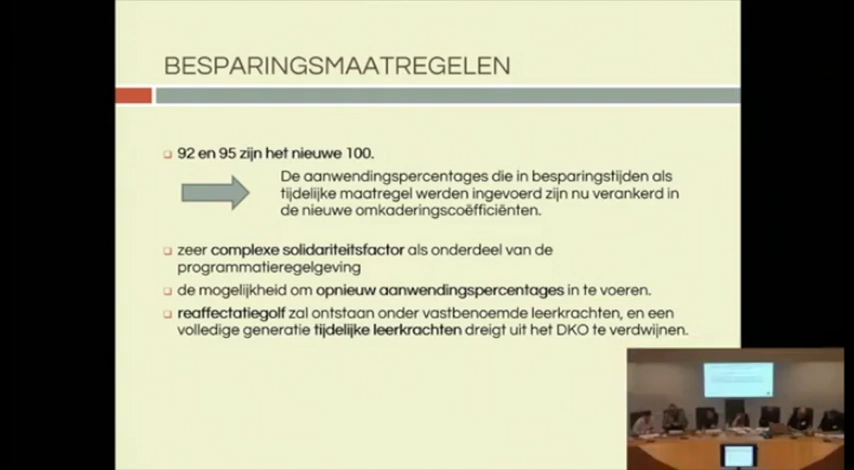 BESPARINGSMAATREGELEN
92 en 95 zijn het nieuwe 100.
De aanwendingspercentages die in besparingstijden als
tijdelijke maatregel werden ingevoerd zijn nu verankerd in
de nieuwe omkaderingscoëfficiënten.
zeer complexe solidariteitsfactor als onderdeel van de
programmatieregelgeving
de mogelijkheid om opnieuw aanwendingspercentages in te voeren.
reaffectatiegolf zal ontstaan onder vastbenoemde leerkrachten, en een
volledige generatie tijdelijke leerkrachten dreigt uit het DKO te verdwijnen.